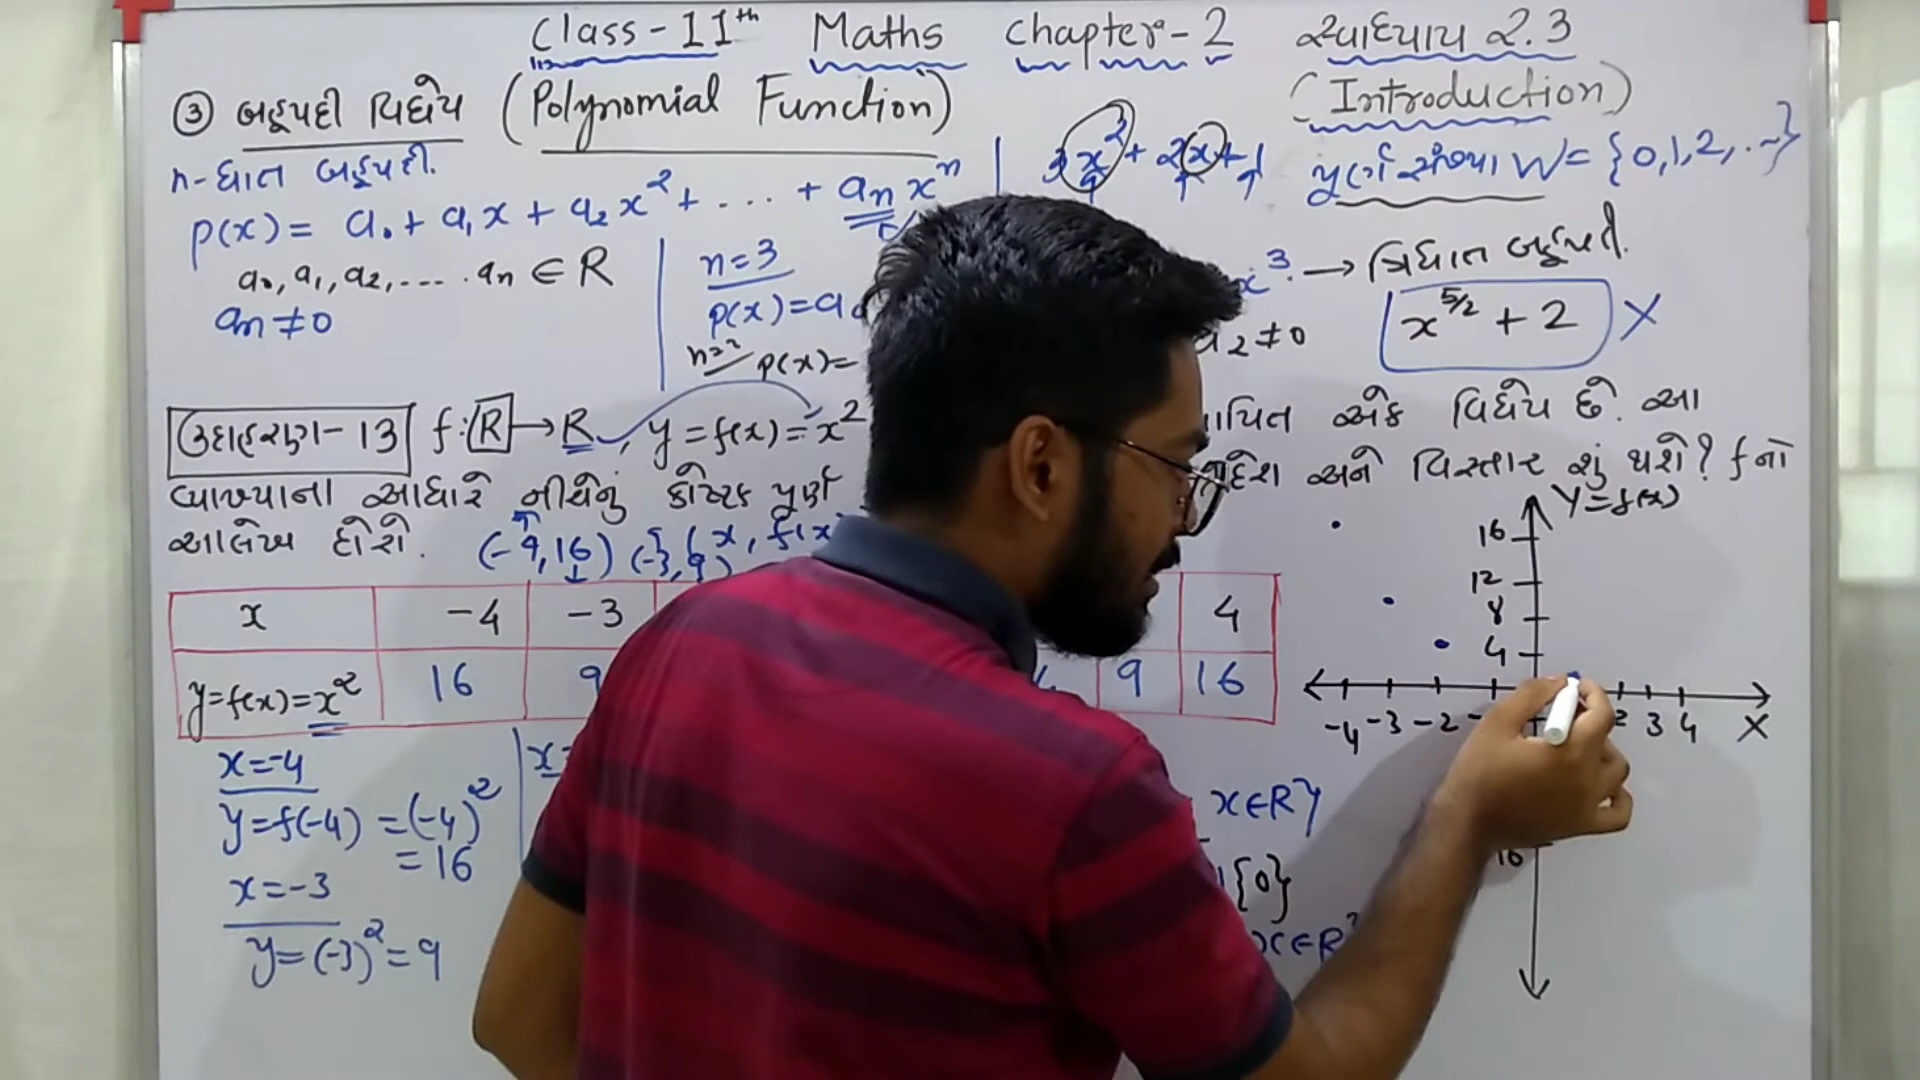 Class-11th Maths Chapter-2 સ્વાધ્યાય 2.3
(Introduction)
③ બહુપદી વિધેય (Polynomial Function)
n-ઘાત બહુપદી.
p(x) = a₀ + a₁x + a₂x² + ... + aₙxⁿ
a₀, a₁, a₂, .... aₙ ∈ R
aₙ ≠ 0
3x² + 2x + 1
પૂર્ણ સંખ્યા W = {0,1,2,...}
n=3
p(x) =
x³. → ત્રિઘાત બહુપદી.
n=2 p(x)=
a₂ ≠ 0
x^{5/2} + 2 X
ઉદાહરણ-13 f: R → R, y = f(x) = x² એક વિધેય છે. આ
વ્યાખ્યાના આધારે નીચેનું કોષ્ટક પૂર્ણ અને વિસ્તાર શું થશે? f નો
આલેખ દોરો. (-4,16) (-3,9) (x, f(x)
x -4 -3 4
y=f(x)=x² 16 9 9 16
x=-4
y=f(-4) = (-4)²
= 16
x=-3
y=(-3)² = 9
x∈R}
{0}
x∈R
Y=f(x)
16
12
8
4
-4 -3 -2 2 3 4 X
16